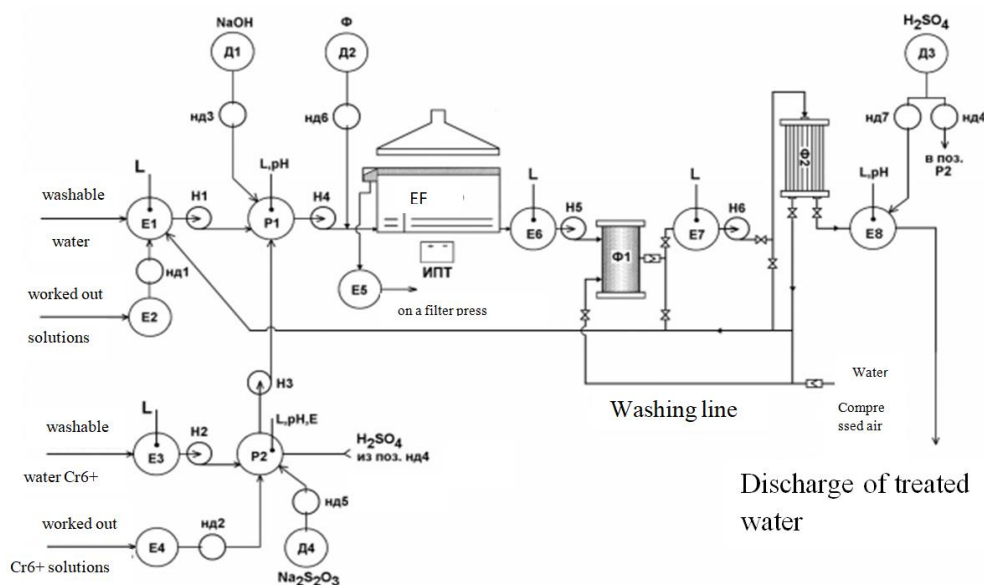 NaOH
Ф
H₂SO₄
Д1
Д2
Д3
нд3
нд6
нд7
нд4
в поз.
P2
L
L,pH
EF
L
L
L,pH
washable
water
E1
H1
P1
H4
E6
H5
Ф1
E7
H6
Ф2
E8
ИПТ
нд1
E5
on a filter press
worked out
solutions
E2
H3
Washing line
Water
Compre
ssed air
L
L,pH,E
washable
water Cr6+
E3
H2
P2
H₂SO₄
из поз. нд4
Discharge of treated
water
worked out
Cr6+ solutions
E4
нд2
нд5
Д4
Na₂S₂O₃